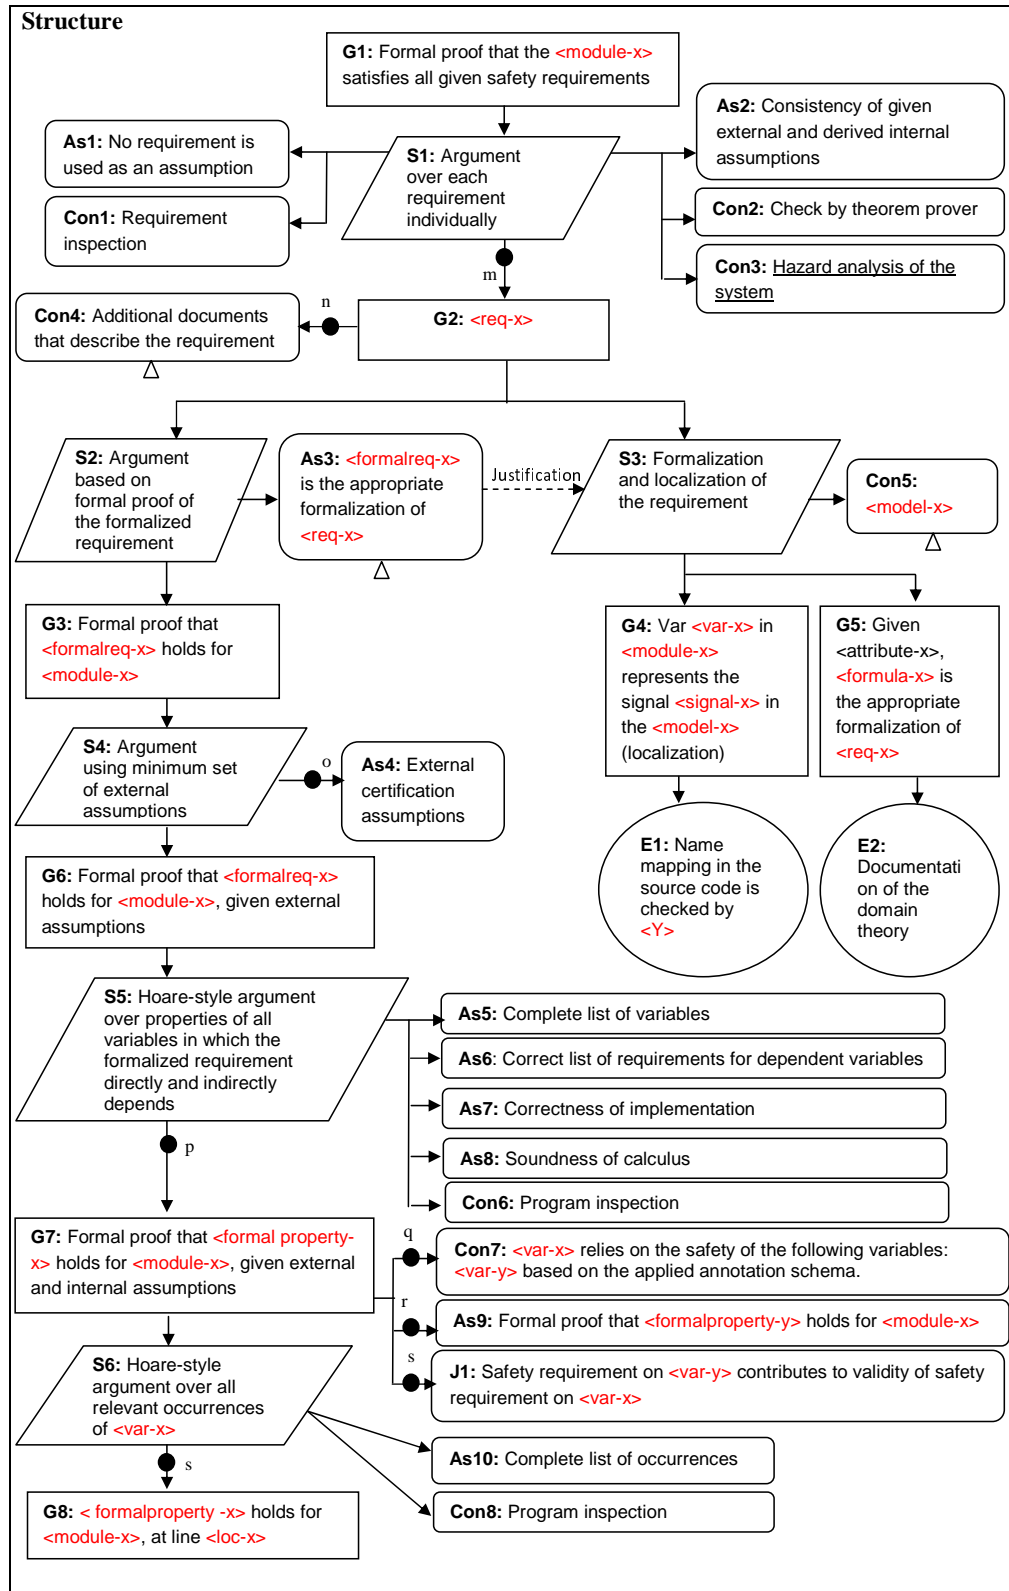 Structure
G1: Formal proof that the <module-x>
satisfies all given safety requirements
As1: No requirement is
used as an assumption
Con1: Requirement
inspection
S1: Argument
over each
requirement
individually
As2: Consistency of given
external and derived internal
assumptions
Con2: Check by theorem prover
Con3: Hazard analysis of the
system
m
n
Con4: Additional documents
that describe the requirement
G2: <req-x>
S2: Argument
based on
formal proof of
the formalized
requirement
As3: <formalreq-x>
is the appropriate
formalization of
<req-x>
Justification
S3: Formalization
and localization of
the requirement
Con5:
<model-x>
G3: Formal proof that
<formalreq-x> holds for
<module-x>
G4: Var <var-x> in
<module-x>
represents the
signal <signal-x> in
the <model-x>
(localization)
G5: Given
<attribute-x>,
<formula-x> is
the appropriate
formalization of
<req-x>
S4: Argument
using minimum set
of external
assumptions
o
As4: External
certification
assumptions
E1: Name
mapping in the
source code is
checked by
<Y>
E2:
Documentati
on of the
domain
theory
G6: Formal proof that <formalreq-x>
holds for <module-x>, given external
assumptions
S5: Hoare-style argument
over properties of all
variables in which the
formalized requirement
directly and indirectly
depends
As5: Complete list of variables
As6: Correct list of requirements for dependent variables
As7: Correctness of implementation
As8: Soundness of calculus
Con6: Program inspection
p
G7: Formal proof that <formal property-
x> holds for <module-x>, given external
and internal assumptions
q
Con7: <var-x> relies on the safety of the following variables:
<var-y> based on the applied annotation schema.
r
As9: Formal proof that <formalproperty-y> holds for <module-x>
s
J1: Safety requirement on <var-y> contributes to validity of safety
requirement on <var-x>
S6: Hoare-style
argument over all
relevant occurrences
of <var-x>
As10: Complete list of occurrences
Con8: Program inspection
s
G8: < formalproperty -x> holds for
<module-x>, at line <loc-x>